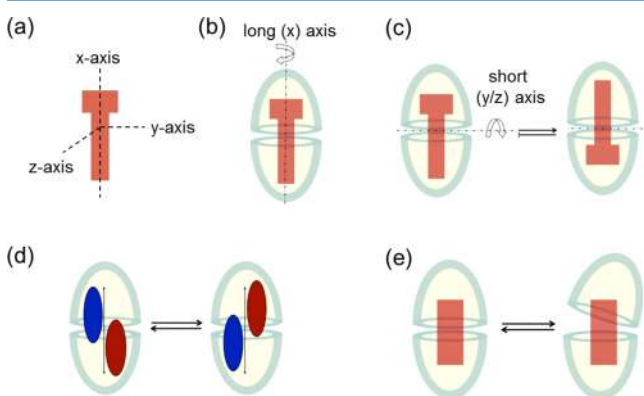 (a)
x-axis
y-axis
z-axis
(b)
long (x) axis
(c)
short
(y/z) axis
(d)
(e)